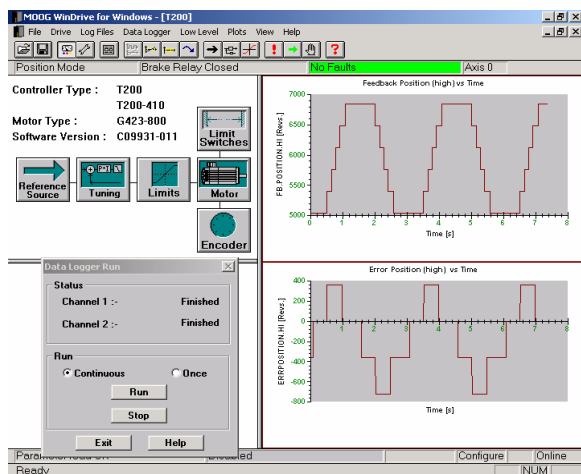 MOOG WinDrive for Windows - [T200]
File Drive Log Files Data Logger Low Level Plots View Help
Position Mode Brake Relay Closed No Faults Axis 0
Controller Type : T200
T200-410
Motor Type : G423-800
Software Version : C09931-011
Limit Switches
Reference Source
Tuning
Limits
Motor
Encoder
Feedback Position (high) vs Time
FB.POSITION.HI [Revs.]
7000
6500
6000
5500
5000
0 1 2 3 4 5 6 7 8
Time [s]
Error Position (high) vs Time
ERRPOSITION.HI [Revs.]
400
200
0
-200
-400
-600
-800
1 2 3 4 5 6 7 8
Time [s]
Data Logger Run
Status
Channel 1 :- Finished
Channel 2 :- Finished
Run
Continuous Once
Run
Stop
Exit Help
Configure Online
Ready NUM